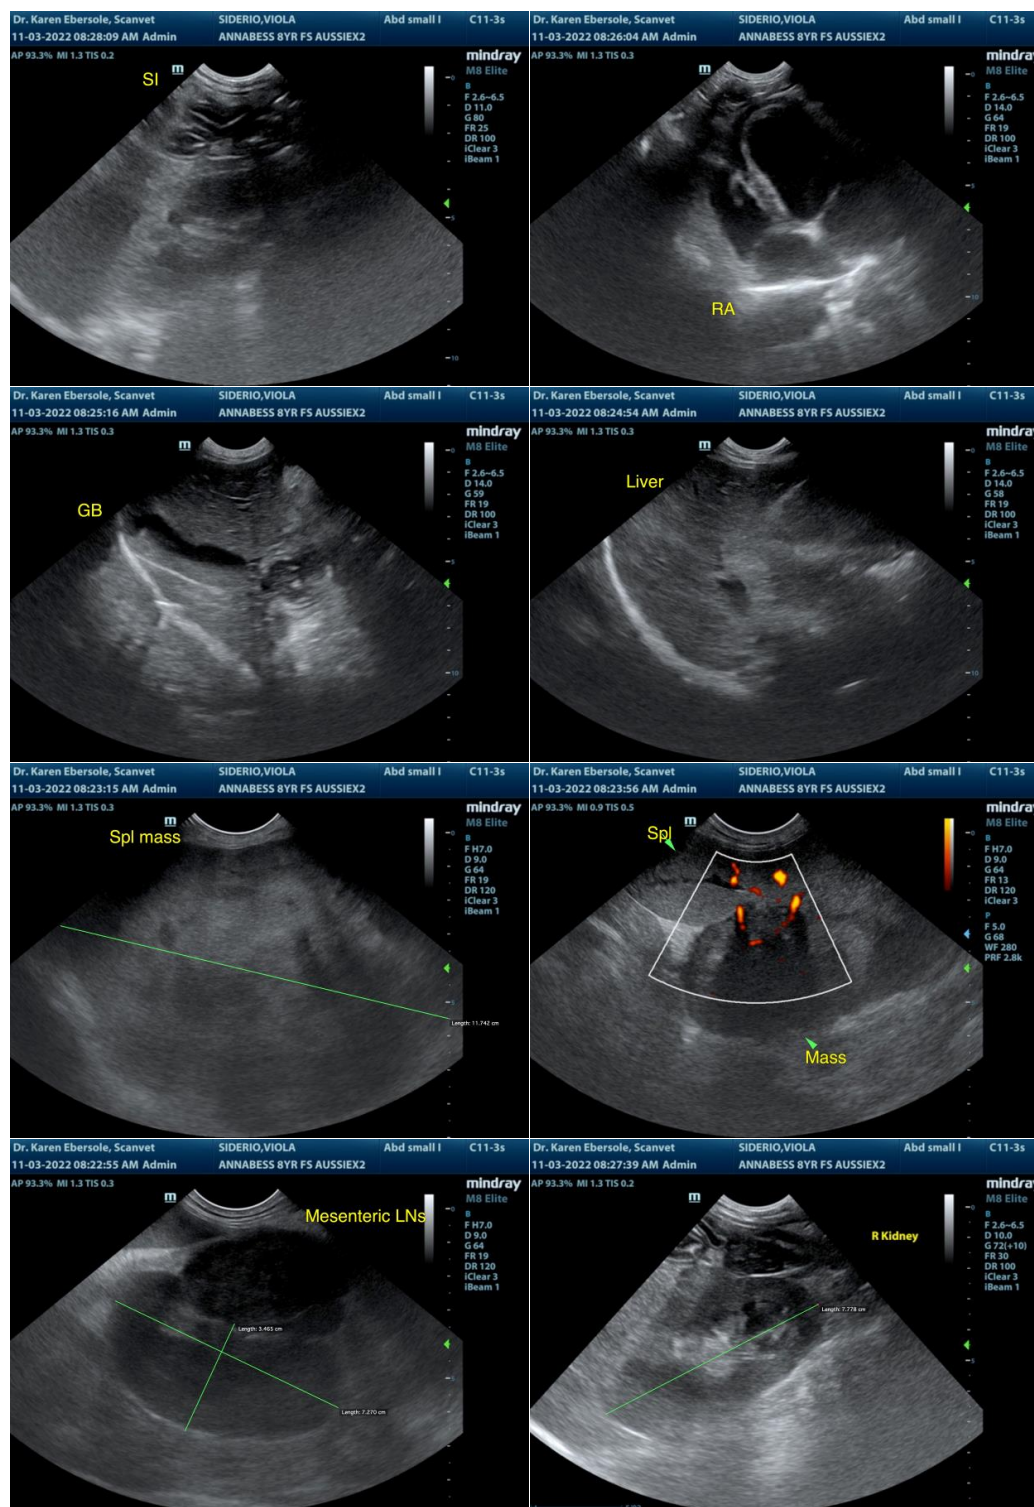 Dr. Karen Ebersole, Scanvet SIDERIO,VIOLA Abd small I C11-3s
11-03-2022 08:28:09 AM Admin ANNABESS 8YR FS AUSSIEX2
AP 93.3% MI 1.3 TIS 0.2 mindray
M8 Elite
SI
m
B
F 2.6~6.5
D 11.0
G 80
FR 25
DR 100
iClear 3
iBeam 1
0
5
10
Dr. Karen Ebersole, Scanvet SIDERIO,VIOLA Abd small I C11-3s
11-03-2022 08:26:04 AM Admin ANNABESS 8YR FS AUSSIEX2
AP 93.3% MI 1.3 TIS 0.3 mindray
M8 Elite
m
B
F 2.6~6.5
D 14.0
G 64
FR 19
DR 100
iClear 3
iBeam 1
0
5
10
RA
Dr. Karen Ebersole, Scanvet SIDERIO,VIOLA Abd small I C11-3s
11-03-2022 08:25:16 AM Admin ANNABESS 8YR FS AUSSIEX2
AP 93.3% MI 1.3 TIS 0.3 mindray
M8 Elite
m
GB
B
F 2.6~6.5
D 14.0
G 59
FR 19
DR 100
iClear 3
iBeam 1
0
5
10
Dr. Karen Ebersole, Scanvet SIDERIO,VIOLA Abd small I C11-3s
11-03-2022 08:24:54 AM Admin ANNABESS 8YR FS AUSSIEX2
AP 93.3% MI 1.3 TIS 0.3 mindray
M8 Elite
m
Liver
B
F 2.6~6.5
D 14.0
G 58
FR 19
DR 100
iClear 3
iBeam 1
0
5
10
Dr. Karen Ebersole, Scanvet SIDERIO,VIOLA Abd small I C11-3s
11-03-2022 08:23:15 AM Admin ANNABESS 8YR FS AUSSIEX2
AP 93.3% MI 1.3 TIS 0.3 mindray
M8 Elite
m
Spl mass
B
F H7.0
D 9.0
G 64
FR 19
DR 120
iClear 3
iBeam 1
0
5
Length: 11.742 cm
Dr. Karen Ebersole, Scanvet SIDERIO,VIOLA Abd small I C11-3s
11-03-2022 08:23:56 AM Admin ANNABESS 8YR FS AUSSIEX2
AP 93.3% MI 0.9 TIS 0.5 mindray
M8 Elite
m
Spl
B
F H7.0
D 9.0
G 64
FR 13
DR 120
iClear 3
P
F 5.0
G 68
WF 280
PRF 2.8k
0
5
Mass
Dr. Karen Ebersole, Scanvet SIDERIO,VIOLA Abd small I C11-3s
11-03-2022 08:22:55 AM Admin ANNABESS 8YR FS AUSSIEX2
AP 93.3% MI 1.3 TIS 0.3 mindray
M8 Elite
m
Mesenteric LNs
B
F H7.0
D 9.0
G 64
FR 19
DR 120
iClear 3
iBeam 1
0
5
Length: 3.465 cm
Length: 7.270 cm
Dr. Karen Ebersole, Scanvet SIDERIO,VIOLA Abd small I C11-3s
11-03-2022 08:27:39 AM Admin ANNABESS 8YR FS AUSSIEX2
AP 93.3% MI 1.3 TIS 0.2 mindray
M8 Elite
m
R Kidney
B
F 2.6~6.5
D 10.0
G 72(+10)
FR 30
DR 100
iClear 3
iBeam 1
0
5
Length: 7.778 cm